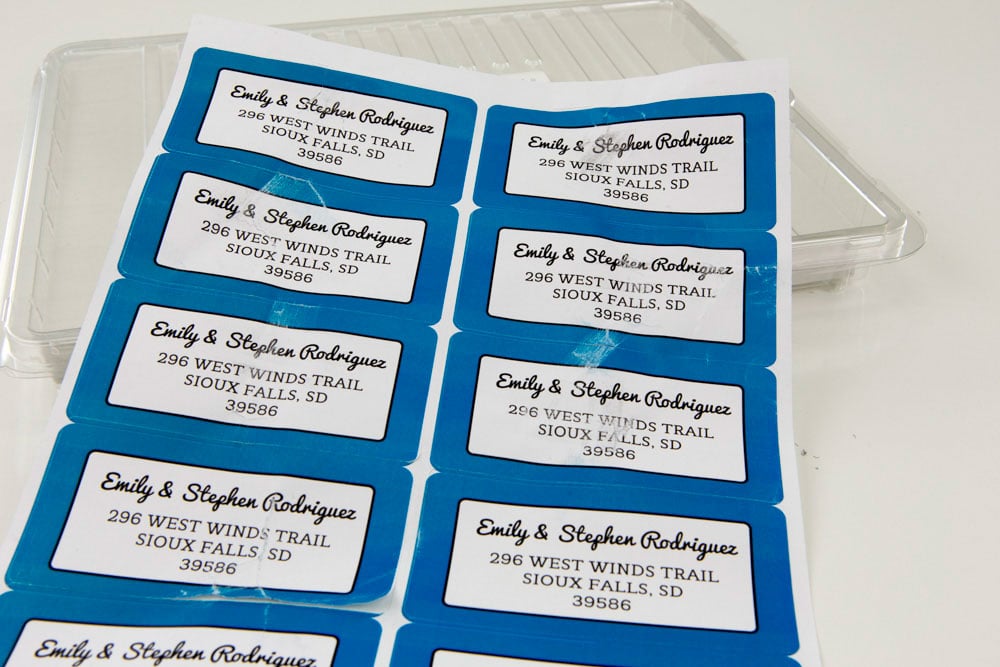 Emily & Stephen Rodriguez
296 WEST WINDS TRAIL
SIOUX FALLS, SD
39586
Emily & Stephen Rodriguez
296 WEST WINDS TRAIL
SIOUX FALLS, SD
39586
Emily & Stephen Rodriguez
296 WEST WINDS TRAIL
SIOUX FALLS, SD
39586
Emily & Stephen Rodriguez
296 WEST WINDS TRAIL
SIOUX FALLS, SD
39586
Emily & Stephen Rodriguez
296 WEST WINDS TRAIL
SIOUX FALLS, SD
39586
Emily & Stephen Rodriguez
296 WEST WINDS TRAIL
SIOUX FALLS, SD
39586
Emily & Stephen Rodriguez
296 WEST WINDS TRAIL
SIOUX FALLS, SD
39586
Emily & Stephen Rodriguez
296 WEST WINDS TRAIL
SIOUX FALLS, SD
39586
Emily & Stephen Rodriguez